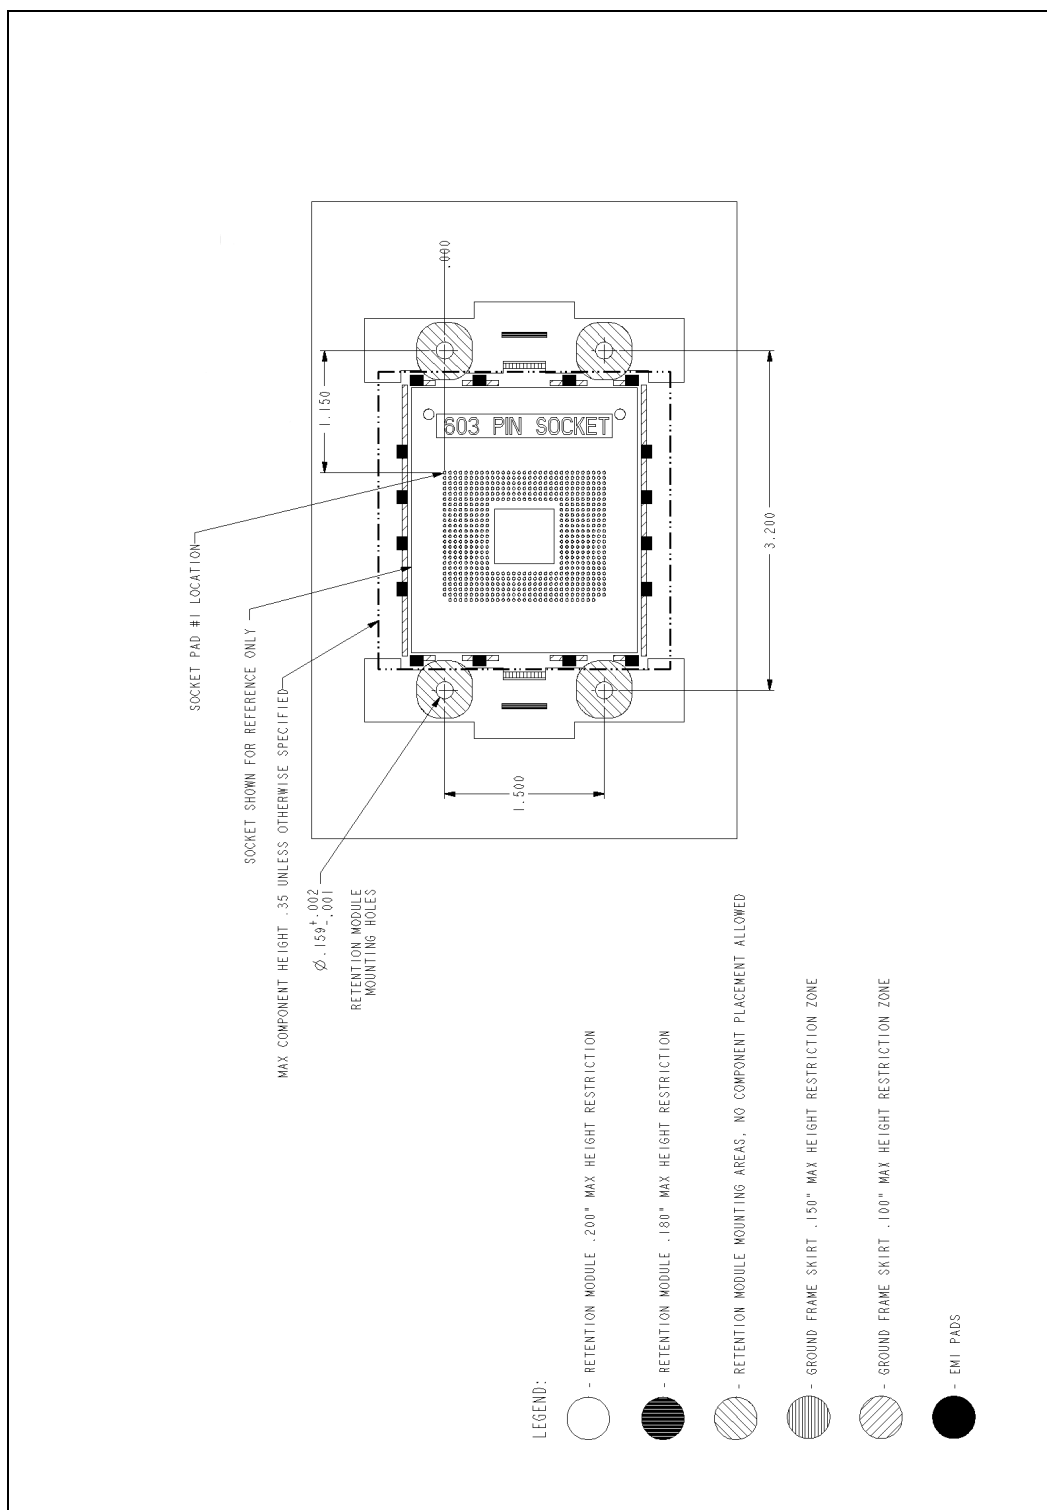 SOCKET PAD #1 LOCATION
SOCKET SHOWN FOR REFERENCE ONLY
MAX COMPONENT HEIGHT .35 UNLESS OTHERWISE SPECIFIED
Ø.159 +.002 -.001
RETENTION MODULE
MOUNTING HOLES
.000
1.150
603 PIN SOCKET
3.200
1.500
LEGEND:
- RETENTION MODULE .200" MAX HEIGHT RESTRICTION
- RETENTION MODULE .180" MAX HEIGHT RESTRICTION
- RETENTION MODULE MOUNTING AREAS, NO COMPONENT PLACEMENT ALLOWED
- GROUND FRAME SKIRT .150" MAX HEIGHT RESTRICTION ZONE
- GROUND FRAME SKIRT .100" MAX HEIGHT RESTRICTION ZONE
- EMI PADS